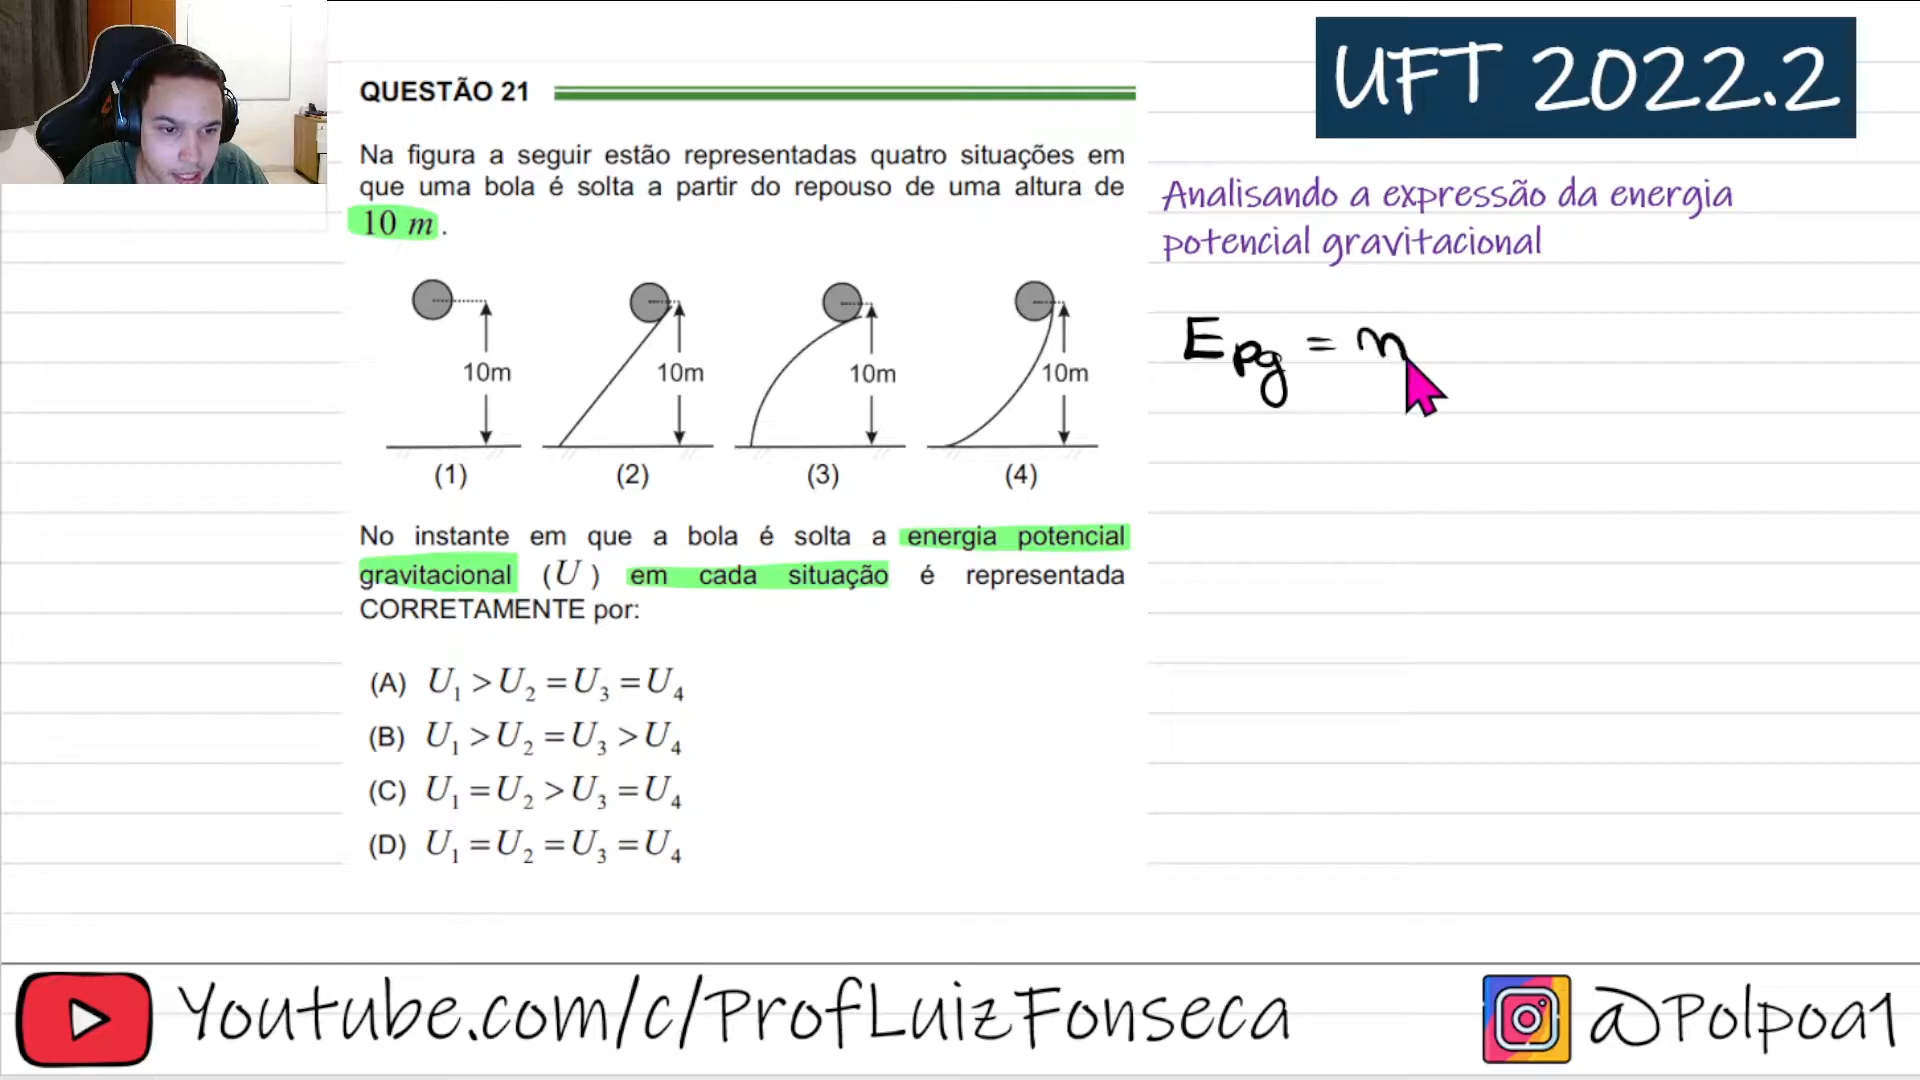 UFT 2022.2
QUESTÃO 21
Na figura a seguir estão representadas quatro situações em
que uma bola é solta a partir do repouso de uma altura de
10 m.
10m
10m
10m
10m
(1)
(2)
(3)
(4)
No instante em que a bola é solta a energia potencial
gravitacional (U) em cada situação é representada
CORRETAMENTE por:
(A) U₁ > U₂ = U₃ = U₄
(B) U₁ > U₂ = U₃ > U₄
(C) U₁ = U₂ > U₃ = U₄
(D) U₁ = U₂ = U₃ = U₄
Analisando a expressão da energia
potencial gravitacional
Epg = m
Youtube.com/c/ProfLuizFonseca
@Polpoa1